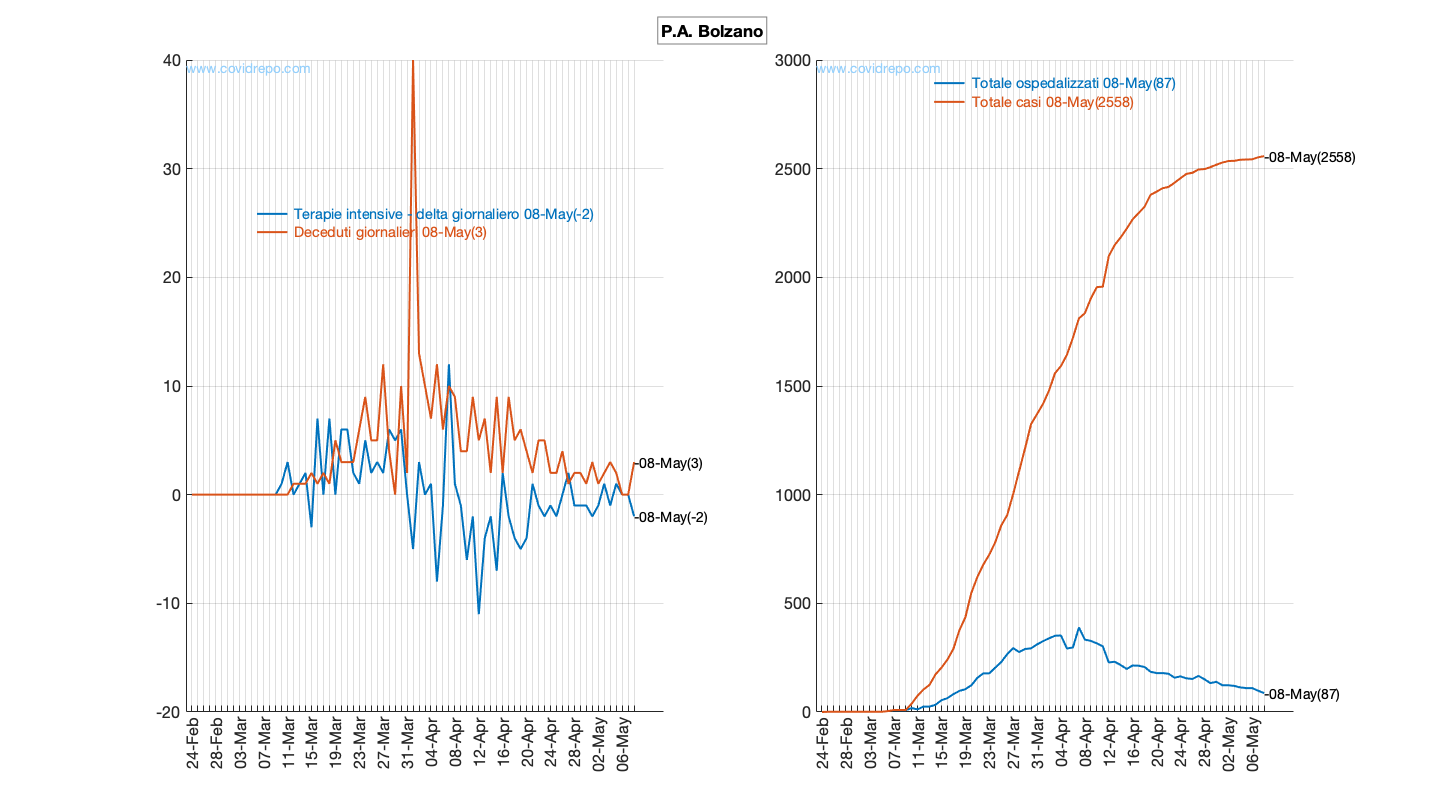 P.A. Bolzano
www.covidrepo.com
40
30
20
10
0
-10
-20
Terapie intensive - delta giornaliero 08-May(-2)
Deceduti giornalieri 08-May(3)
-08-May(3)
-08-May(-2)
24-Feb
28-Feb
03-Mar
07-Mar
11-Mar
15-Mar
19-Mar
23-Mar
27-Mar
31-Mar
04-Apr
08-Apr
12-Apr
16-Apr
20-Apr
24-Apr
28-Apr
02-May
06-May
www.covidrepo.com
3000
2500
2000
1500
1000
500
0
Totale ospedalizzati 08-May(87)
Totale casi 08-May(2558)
-08-May(2558)
-08-May(87)
24-Feb
28-Feb
03-Mar
07-Mar
11-Mar
15-Mar
19-Mar
23-Mar
27-Mar
31-Mar
04-Apr
08-Apr
12-Apr
16-Apr
20-Apr
24-Apr
28-Apr
02-May
06-May